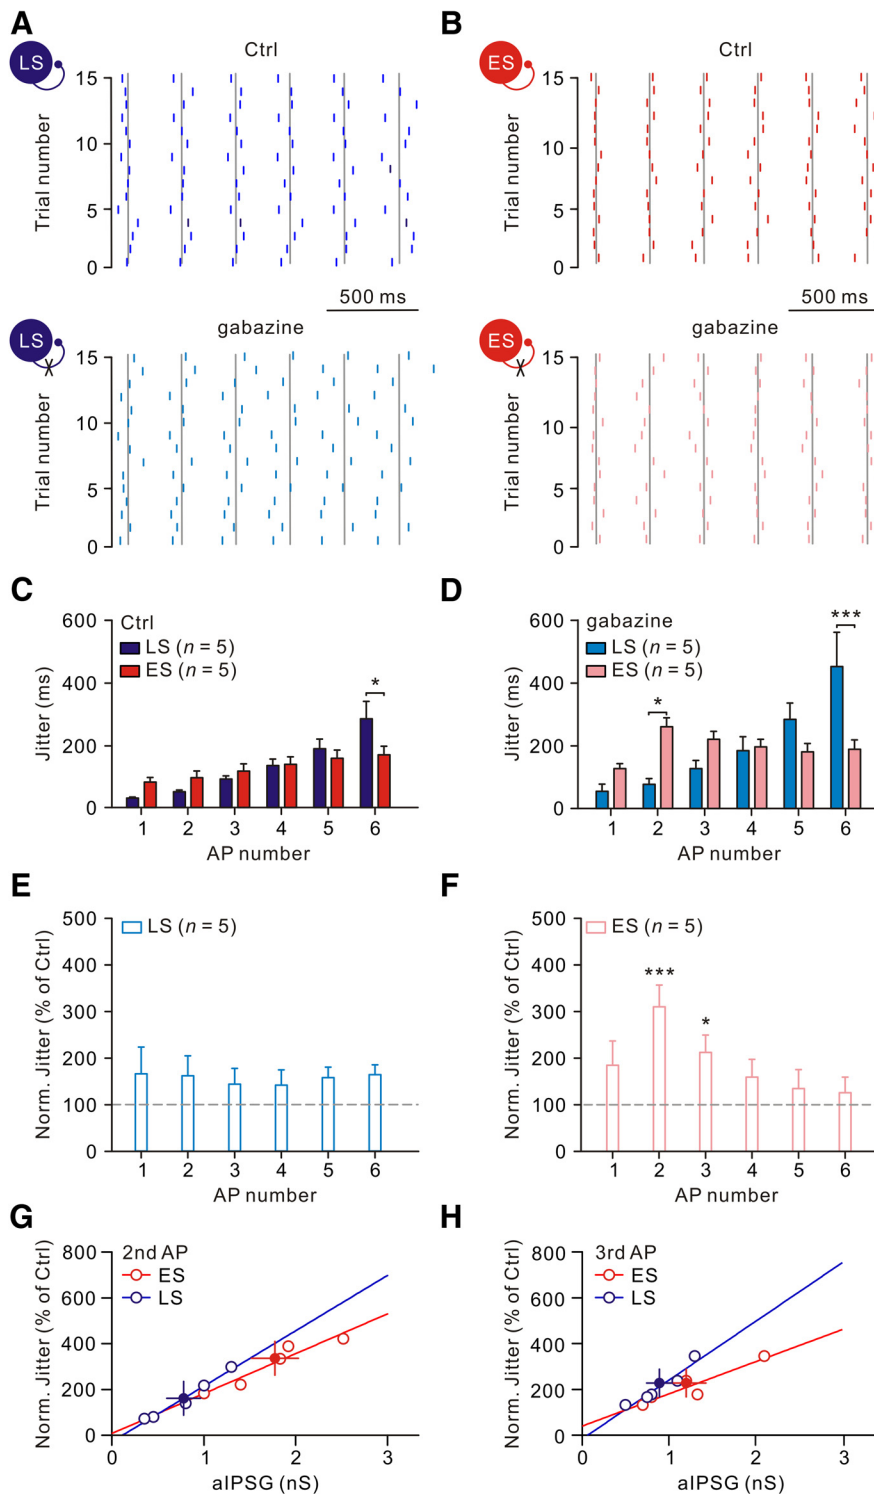 A
B
LS
Ctrl
ES
Ctrl
Trial number
15
10
5
0
Trial number
15
10
5
0
500 ms
500 ms
LS
gabazine
ES
gabazine
Trial number
15
10
5
0
Trial number
15
10
5
0
C
Ctrl
LS (n = 5)
ES (n = 5)
Jitter (ms)
600
400
200
0
*
1 2 3 4 5 6
AP number
D
gabazine
LS (n = 5)
ES (n = 5)
Jitter (ms)
600
400
200
0
*
***
1 2 3 4 5 6
AP number
E
LS (n = 5)
Norm. Jitter (% of Ctrl)
500
400
300
200
100
0
1 2 3 4 5 6
AP number
F
ES (n = 5)
Norm. Jitter (% of Ctrl)
500
400
300
200
100
0
***
*
1 2 3 4 5 6
AP number
G
2nd AP
ES
LS
Norm. Jitter (% of Ctrl)
800
600
400
200
0
0 1 2 3
aIPSG (nS)
H
3rd AP
ES
LS
Norm. Jitter (% of Ctrl)
800
600
400
200
0
0 1 2 3
aIPSG (nS)